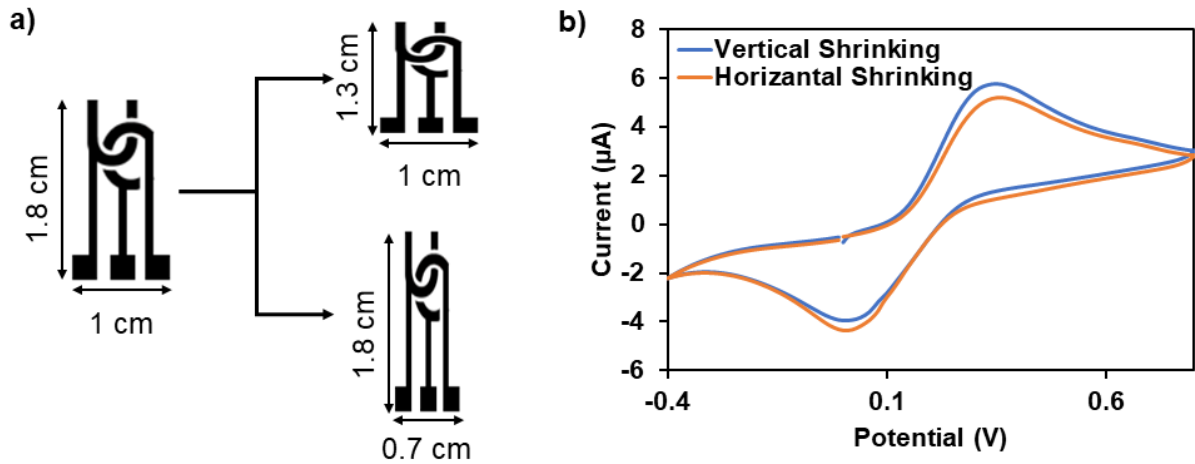 a)
1.8 cm
1 cm
1.3 cm
1 cm
1.8 cm
0.7 cm
b)
Vertical Shrinking
Horizantal Shrinking
Current (µA)
8
6
4
2
0
-2
-4
-6
-0.4
0.1
0.6
Potential (V)